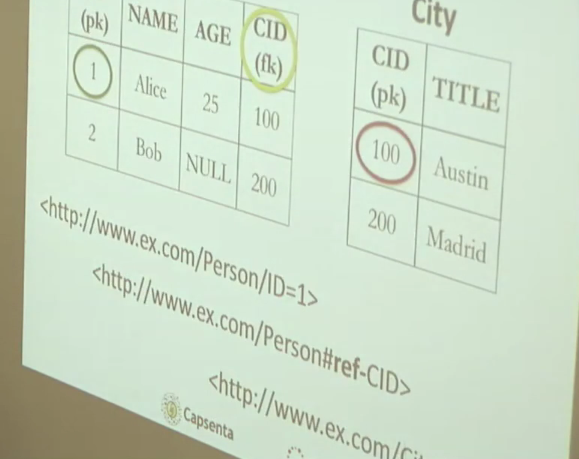 City
(pk) NAME AGE CID (fk)
1 Alice 25 100
2 Bob NULL 200
CID (pk) TITLE
100 Austin
200 Madrid
<http://www.ex.com/Person/ID=1>
<http://www.ex.com/Person#ref-CID>
<http://www.ex.com/
Capsenta